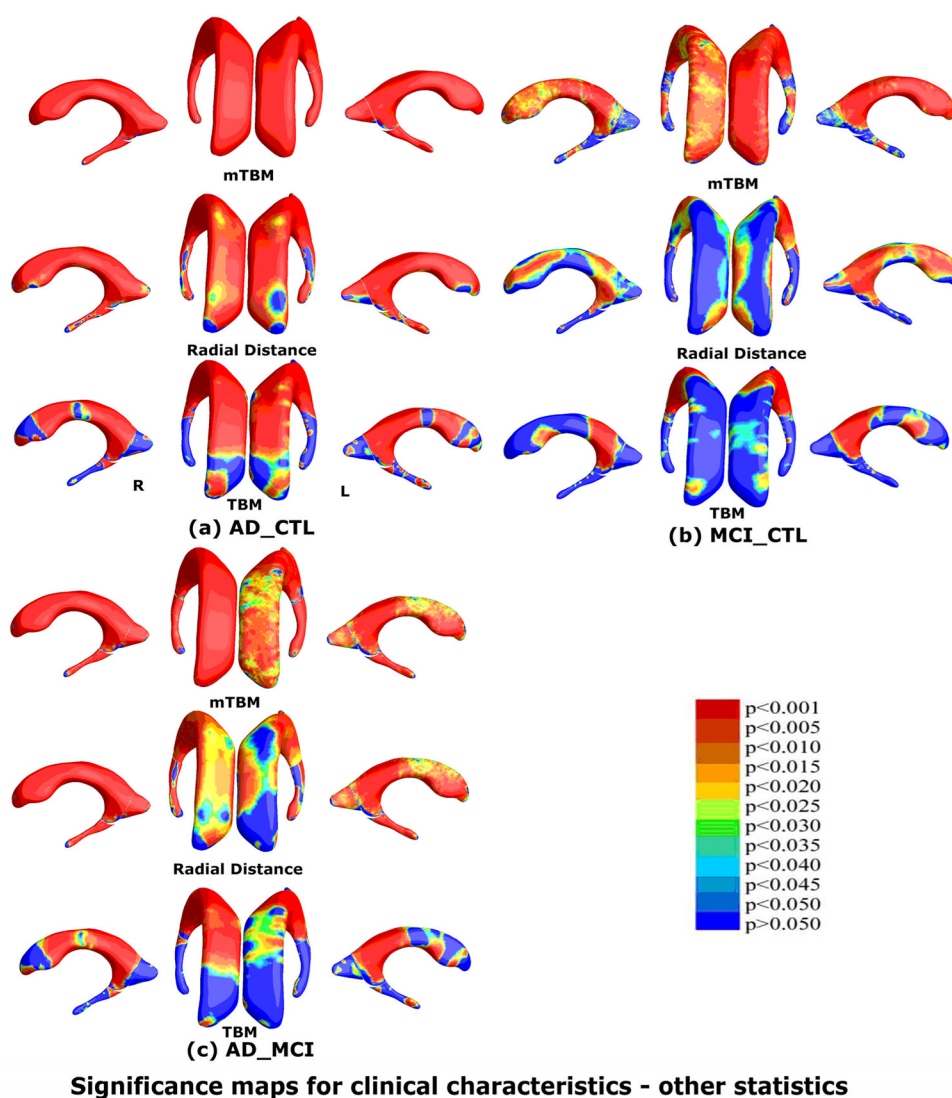 mTBM
mTBM
Radial Distance
Radial Distance
R
L
TBM
TBM
(a) AD_CTL
(b) MCI_CTL
mTBM
p<0.001
p<0.005
p<0.010
p<0.015
p<0.020
p<0.025
p<0.030
p<0.035
p<0.040
p<0.045
p<0.050
p>0.050
Radial Distance
TBM
(c) AD_MCI
Significance maps for clinical characteristics - other statistics